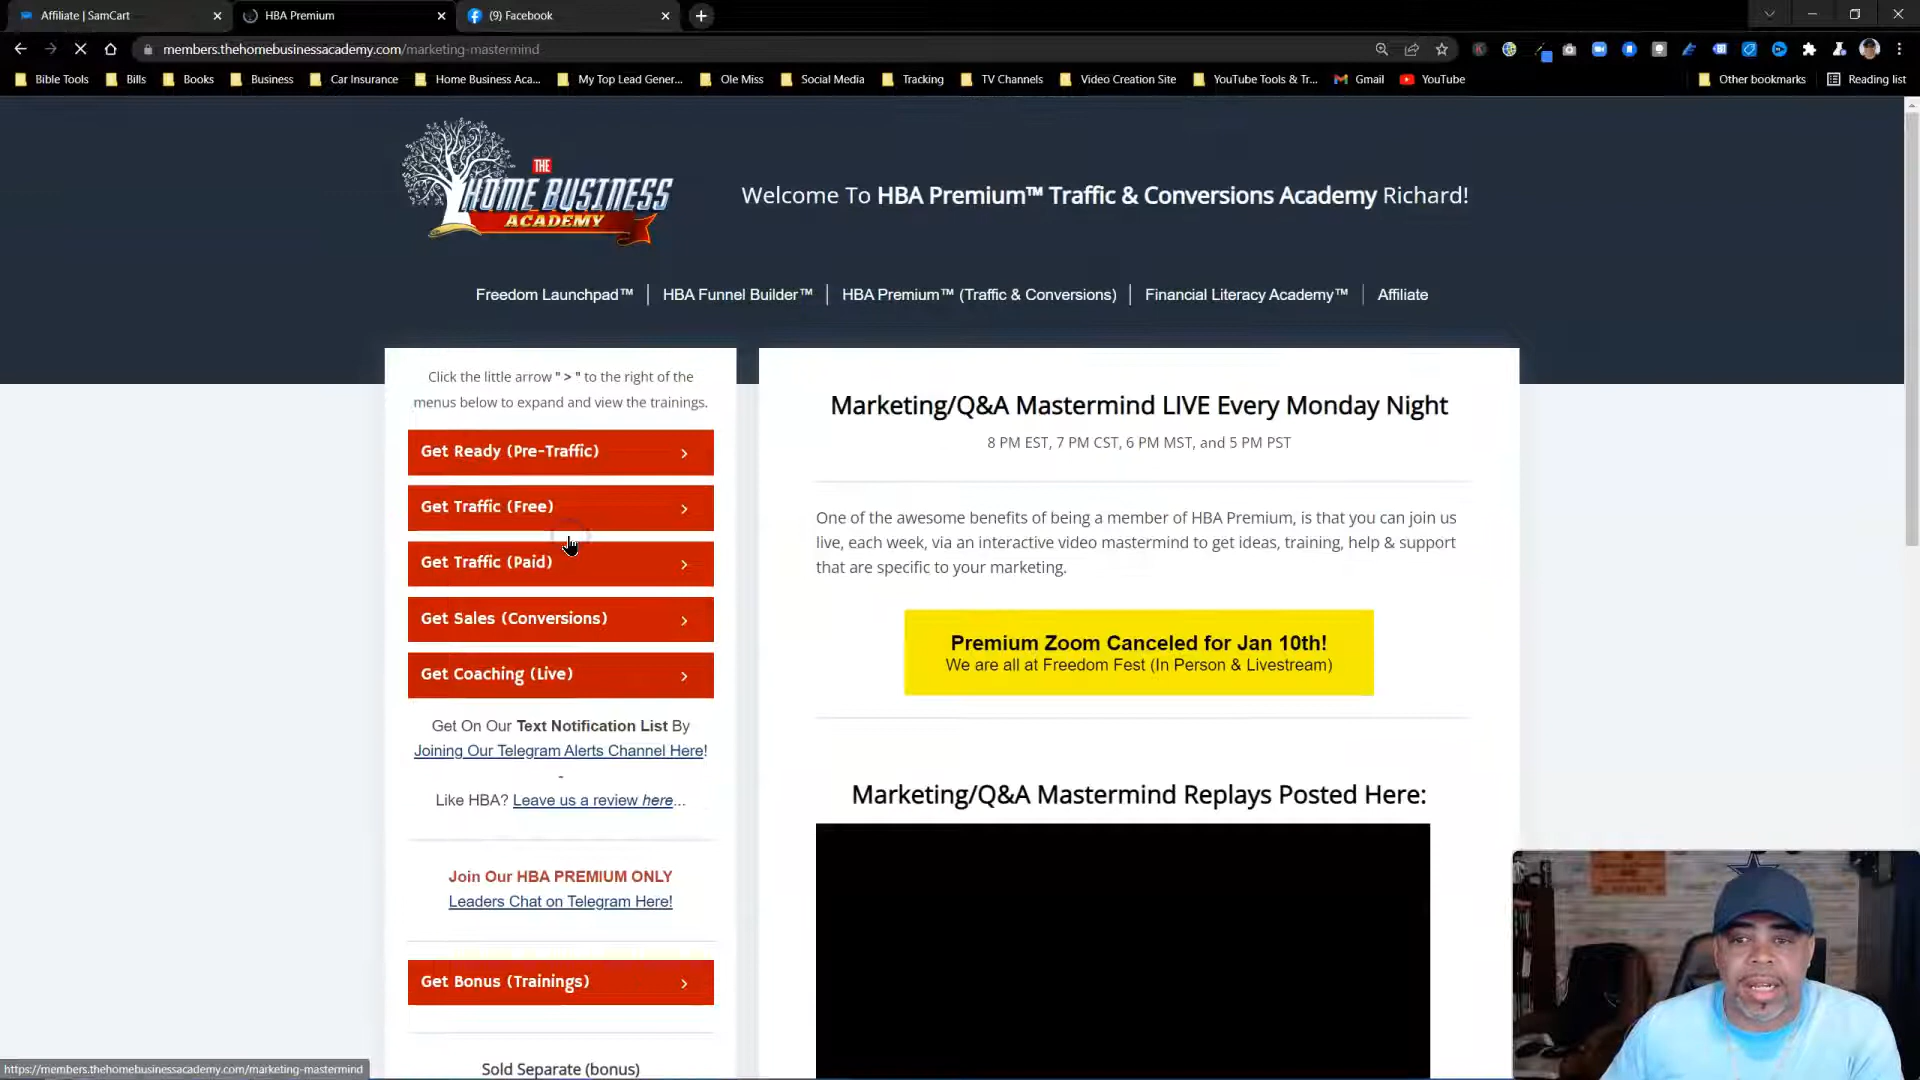 Affiliate | SamCart
HBA Premium
(9) Facebook
members.thehomebusinessacademy.com/marketing-mastermind
Bible Tools
Bills
Books
Business
Car Insurance
Home Business Aca...
My Top Lead Gener...
Ole Miss
Social Media
Tracking
TV Channels
Video Creation Site
YouTube Tools & Tr...
Gmail
YouTube
Other bookmarks
Reading list
THE
HOME BUSINESS
ACADEMY
Welcome To HBA Premium™ Traffic & Conversions Academy Richard!
Freedom Launchpad™
HBA Funnel Builder™
HBA Premium™ (Traffic & Conversions)
Financial Literacy Academy™
Affiliate
Click the little arrow " > " to the right of the
menus below to expand and view the trainings.
Get Ready (Pre-Traffic)
Get Traffic (Free)
Get Traffic (Paid)
Get Sales (Conversions)
Get Coaching (Live)
Get On Our Text Notification List By
Joining Our Telegram Alerts Channel Here!
-
Like HBA? Leave us a review here...
Join Our HBA PREMIUM ONLY
Leaders Chat on Telegram Here!
Get Bonus (Trainings)
Sold Separate (bonus)
Marketing/Q&A Mastermind LIVE Every Monday Night
8 PM EST, 7 PM CST, 6 PM MST, and 5 PM PST
One of the awesome benefits of being a member of HBA Premium, is that you can join us
live, each week, via an interactive video mastermind to get ideas, training, help & support
that are specific to your marketing.
Premium Zoom Canceled for Jan 10th!
We are all at Freedom Fest (In Person & Livestream)
Marketing/Q&A Mastermind Replays Posted Here:
https://members.thehomebusinessacademy.com/marketing-mastermind